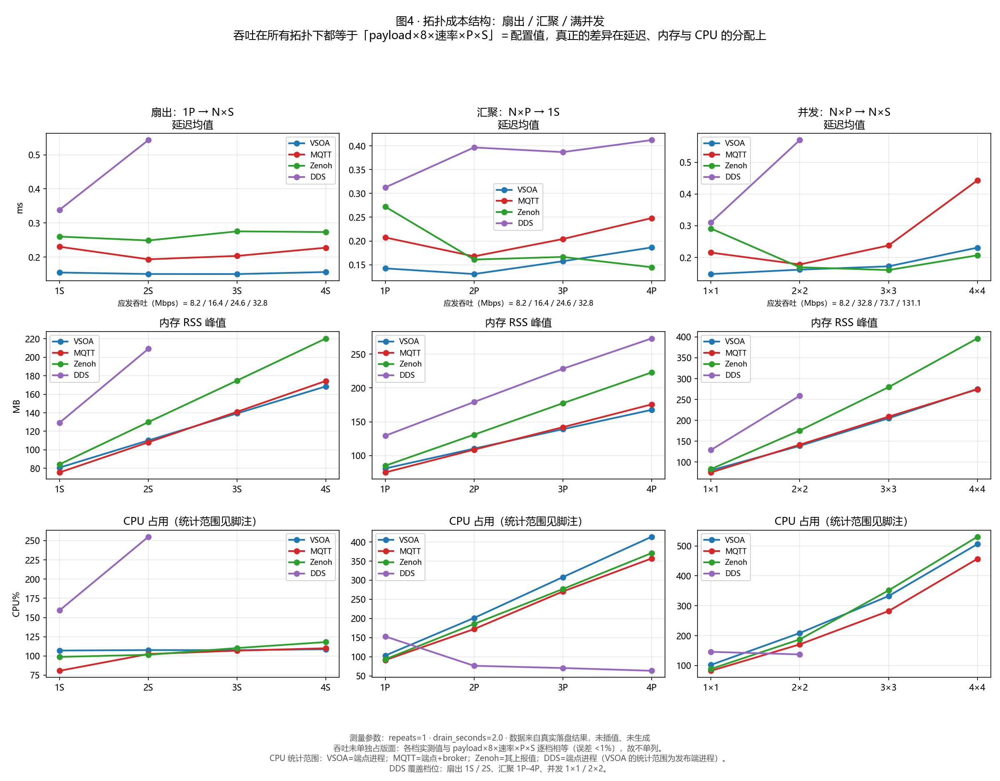 图4 · 拓扑成本结构：扇出 / 汇聚 / 满并发
吞吐在所有拓扑下都等于「payload×8×速率×P×S」＝配置值，真正的差异在延迟、内存与 CPU 的分配上
扇出：1P → N×S
延迟均值
ms
0.5
0.4
0.3
0.2
VSOA
MQTT
Zenoh
DDS
1S
2S
3S
4S
应发吞吐（Mbps）= 8.2 / 16.4 / 24.6 / 32.8
汇聚：N×P → 1S
延迟均值
0.40
0.35
0.30
0.25
0.20
0.15
VSOA
MQTT
Zenoh
DDS
1P
2P
3P
4P
应发吞吐（Mbps）= 8.2 / 16.4 / 24.6 / 32.8
并发：N×P → N×S
延迟均值
0.5
0.4
0.3
0.2
VSOA
MQTT
Zenoh
DDS
1×1
2×2
3×3
4×4
应发吞吐（Mbps）= 8.2 / 32.8 / 73.7 / 131.1
内存 RSS 峰值
MB
220
200
180
160
140
120
100
80
VSOA
MQTT
Zenoh
DDS
1S
2S
3S
4S
内存 RSS 峰值
250
200
150
100
VSOA
MQTT
Zenoh
DDS
1P
2P
3P
4P
内存 RSS 峰值
400
350
300
250
200
150
100
VSOA
MQTT
Zenoh
DDS
1×1
2×2
3×3
4×4
CPU 占用（统计范围见脚注）
CPU%
250
225
200
175
150
125
100
75
VSOA
MQTT
Zenoh
DDS
1S
2S
3S
4S
CPU 占用（统计范围见脚注）
400
350
300
250
200
150
100
50
VSOA
MQTT
Zenoh
DDS
1P
2P
3P
4P
CPU 占用（统计范围见脚注）
500
400
300
200
100
VSOA
MQTT
Zenoh
DDS
1×1
2×2
3×3
4×4
测量参数：repeats=1 · drain_seconds=2.0 · 数据来自真实落盘结果，未插值、未生成
吞吐未单独占版面：各档实测值与 payload×8×速率×P×S 逐档相等（误差 <1%），故不单列。
CPU 统计范围：VSOA=端点进程；MQTT=端点+broker；Zenoh=其上报值；DDS=端点进程（VSOA 的统计范围为发布端进程）。
DDS 覆盖档位：扇出 1S / 2S、汇聚 1P–4P、并发 1×1 / 2×2。